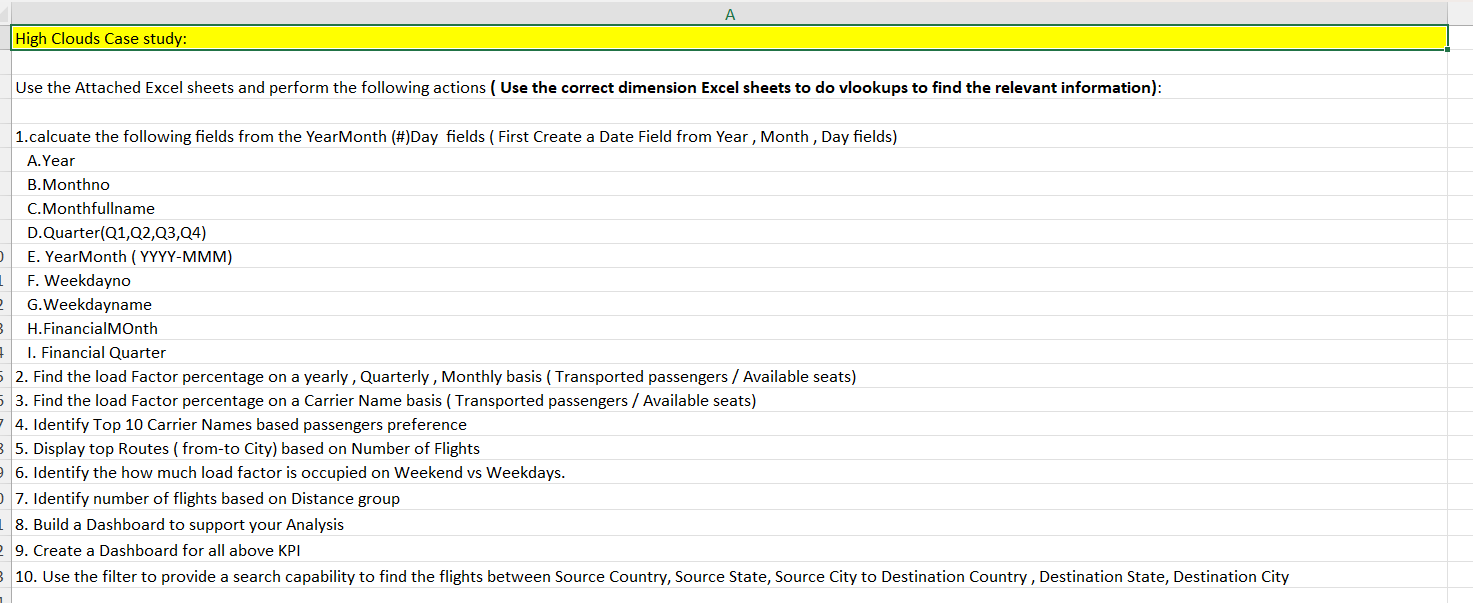 A
High Clouds Case study:
Use the Attached Excel sheets and perform the following actions ( Use the correct dimension Excel sheets to do vlookups to find the relevant information):
1.calcuate the following fields from the YearMonth (#)Day  fields ( First Create a Date Field from Year , Month , Day fields)
A.Year
B.Monthno
C.Monthfullname
D.Quarter(Q1,Q2,Q3,Q4)
E. YearMonth ( YYYY-MMM)
F. Weekdayno
G.Weekdayname
H.FinancialMOnth
I. Financial Quarter
2. Find the load Factor percentage on a yearly , Quarterly , Monthly basis ( Transported passengers / Available seats)
3. Find the load Factor percentage on a Carrier Name basis ( Transported passengers / Available seats)
4. Identify Top 10 Carrier Names based passengers preference
5. Display top Routes ( from-to City) based on Number of Flights
6. Identify the how much load factor is occupied on Weekend vs Weekdays.
7. Identify number of flights based on Distance group
8. Build a Dashboard to support your Analysis
9. Create a Dashboard for all above KPI
10. Use the filter to provide a search capability to find the flights between Source Country, Source State, Source City to Destination Country , Destination State, Destination City